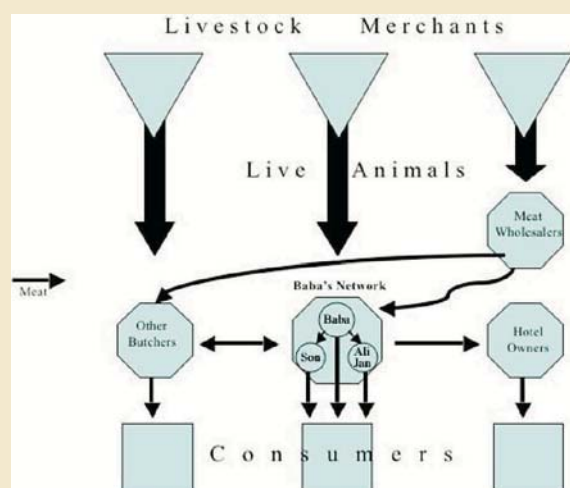 Livestock Merchants
Live Animals
Meat
Wholesalers
Meat
Baba's Network
Other
Butchers
Baba
Son
Ali
Jan
Hotel
Owners
Consumers